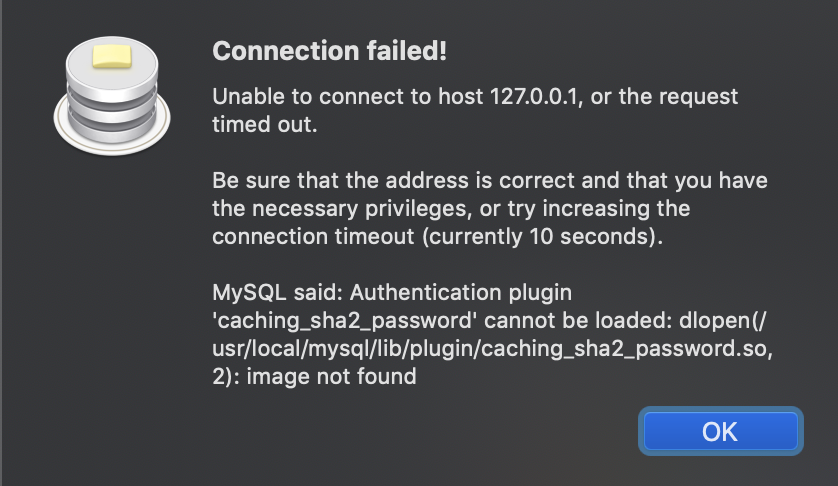 Connection failed!
Unable to connect to host 127.0.0.1, or the request
timed out.
Be sure that the address is correct and that you have
the necessary privileges, or try increasing the
connection timeout (currently 10 seconds).
MySQL said: Authentication plugin
'caching_sha2_password' cannot be loaded: dlopen(/
usr/local/mysql/lib/plugin/caching_sha2_password.so,
2): image not found
OK